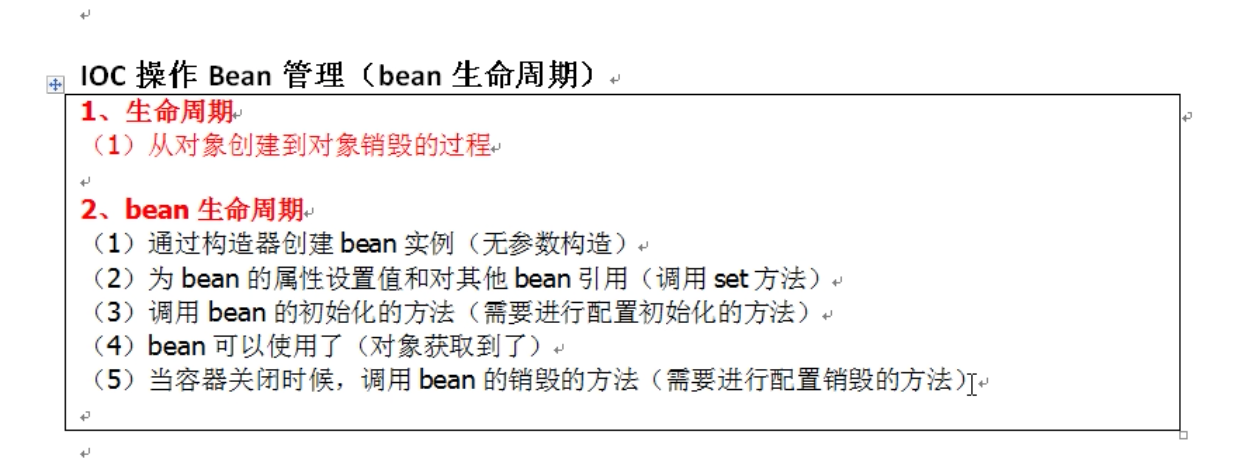 IOC 操作 Bean 管理（bean 生命周期）
1、生命周期
（1）从对象创建到对象销毁的过程
2、bean 生命周期
（1）通过构造器创建 bean 实例（无参数构造）
（2）为 bean 的属性设置值和对其他 bean 引用（调用 set 方法）
（3）调用 bean 的初始化的方法（需要进行配置初始化的方法）
（4）bean 可以使用了（对象获取到了）
（5）当容器关闭时候，调用 bean 的销毁的方法（需要进行配置销毁的方法）